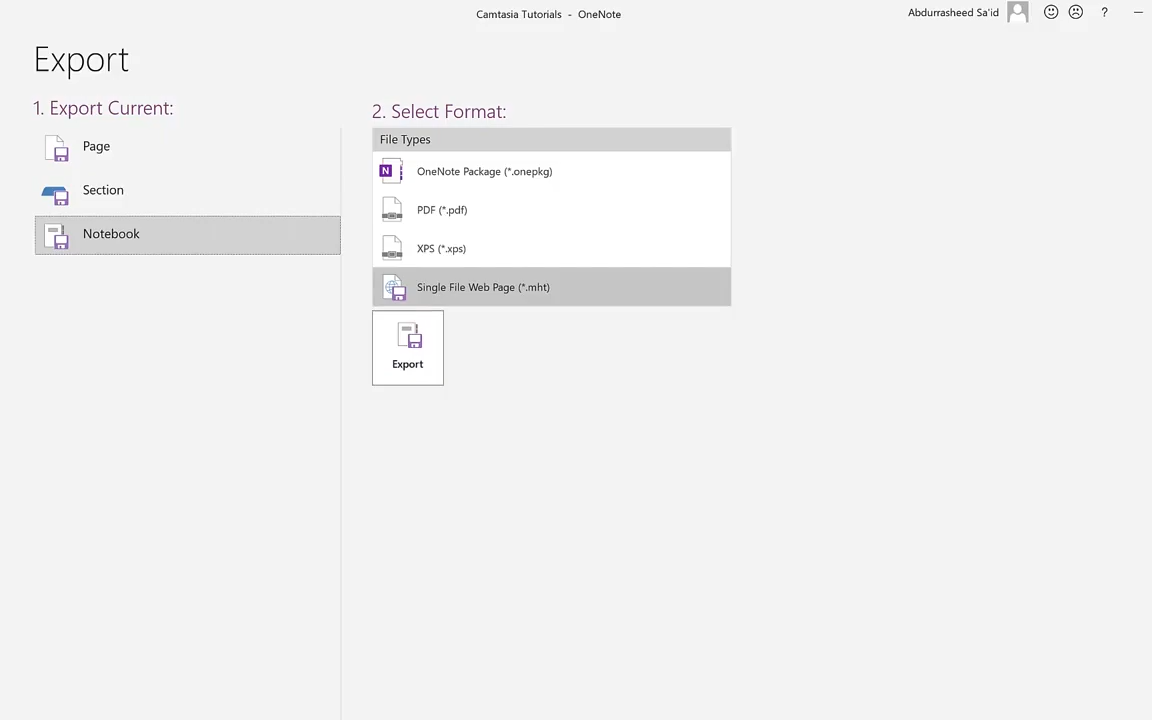 Camtasia Tutorials - OneNote
Abdurrasheed Sa'id
?
Export
1. Export Current:
Page
Section
Notebook
2. Select Format:
File Types
N
OneNote Package (*.onepkg)
PDF (*.pdf)
XPS (*.xps)
Single File Web Page (*.mht)
Export